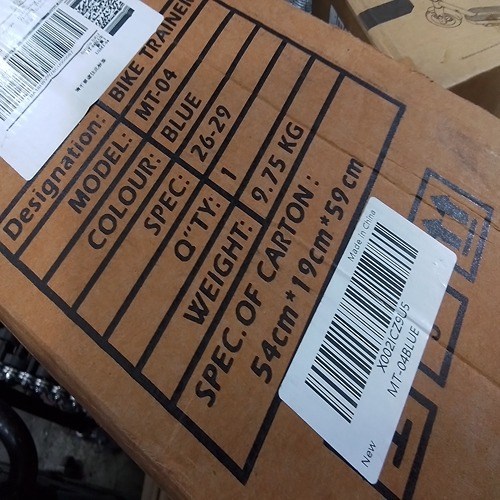 Designation: BIKE TRAINER
MODEL: MT-04
COLOUR: BLUE
SPEC: 26-29
Q"TY: 1
WEIGHT: 9.75 KG
SPEC. OF CARTON :
54cm*19cm*59cm
Made in China
X002ICZ9U5
MT-04BLUE
New